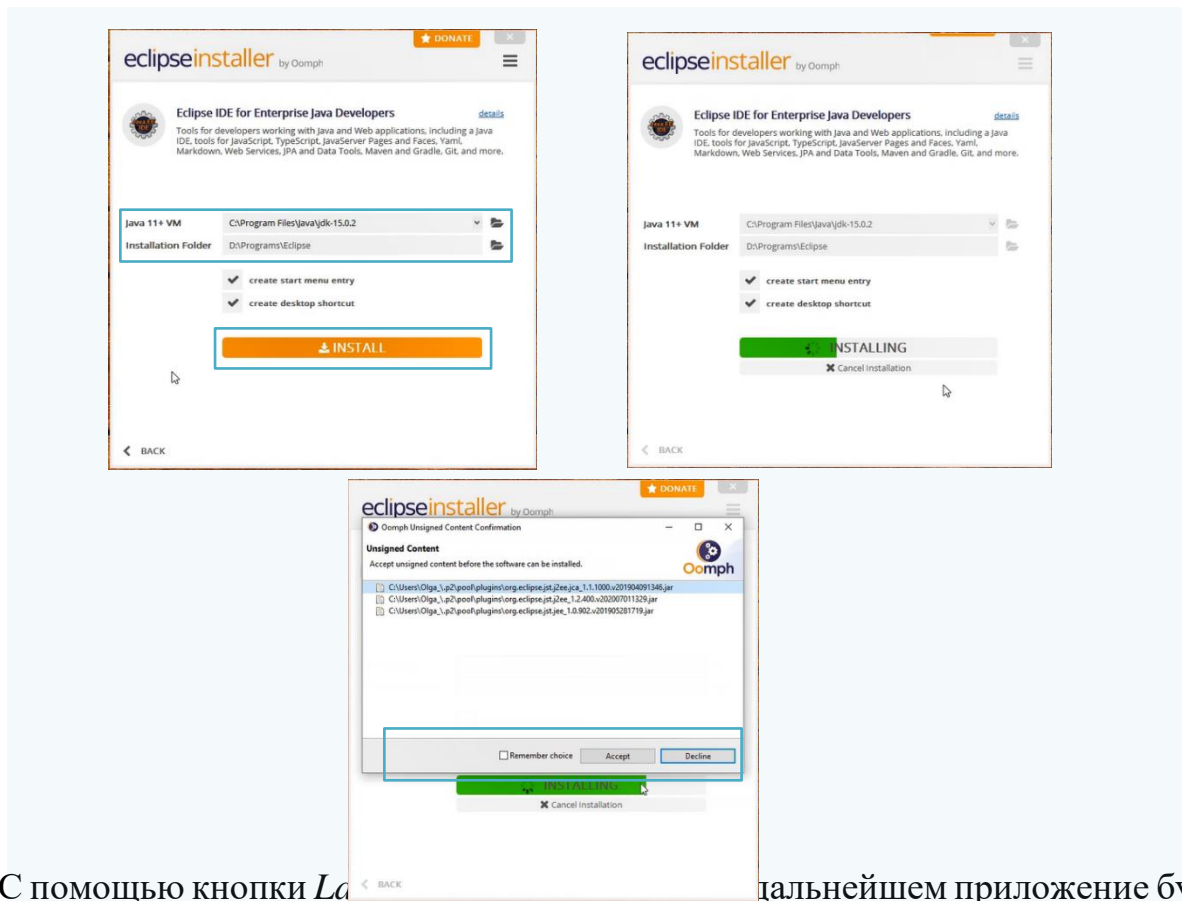 DONATE
eclipseinstaller by Oomph
Eclipse IDE for Enterprise Java Developers details
Tools for developers working with Java and Web applications, including a Java
IDE, tools for JavaScript, TypeScript, JavaServer Pages and Faces, Yaml,
Markdown, Web Services, JPA and Data Tools, Maven and Gradle, Git, and more.
Java 11+ VM C:\Program Files\Java\jdk-15.0.2
Installation Folder D:\Programs\Eclipse
create start menu entry
create desktop shortcut
INSTALL
BACK
eclipseinstaller by Oomph
Eclipse IDE for Enterprise Java Developers details
Tools for developers working with Java and Web applications, including a Java
IDE, tools for JavaScript, TypeScript, JavaServer Pages and Faces, Yaml,
Markdown, Web Services, JPA and Data Tools, Maven and Gradle, Git, and more.
Java 11+ VM C:\Program Files\Java\jdk-15.0.2
Installation Folder D:\Programs\Eclipse
create start menu entry
create desktop shortcut
INSTALLING
Cancel Installation
BACK
DONATE
eclipseinstaller by Oomph
Oomph Unsigned Content Confirmation
Unsigned Content
Accept unsigned content before the software can be installed.
Oomph
C:\Users\Olga_\.p2\pool\plugins\org.eclipse.jst.j2ee.jca_1.1.1000.v201904091346.jar
C:\Users\Olga_\.p2\pool\plugins\org.eclipse.jst.j2ee_1.2.400.v202007011329.jar
C:\Users\Olga_\.p2\pool\plugins\org.eclipse.jst.jee_1.0.902.v201905281719.jar
Remember choice Accept Decline
INSTALLING
Cancel Installation
BACK
С помощью кнопки дальнейшем приложение